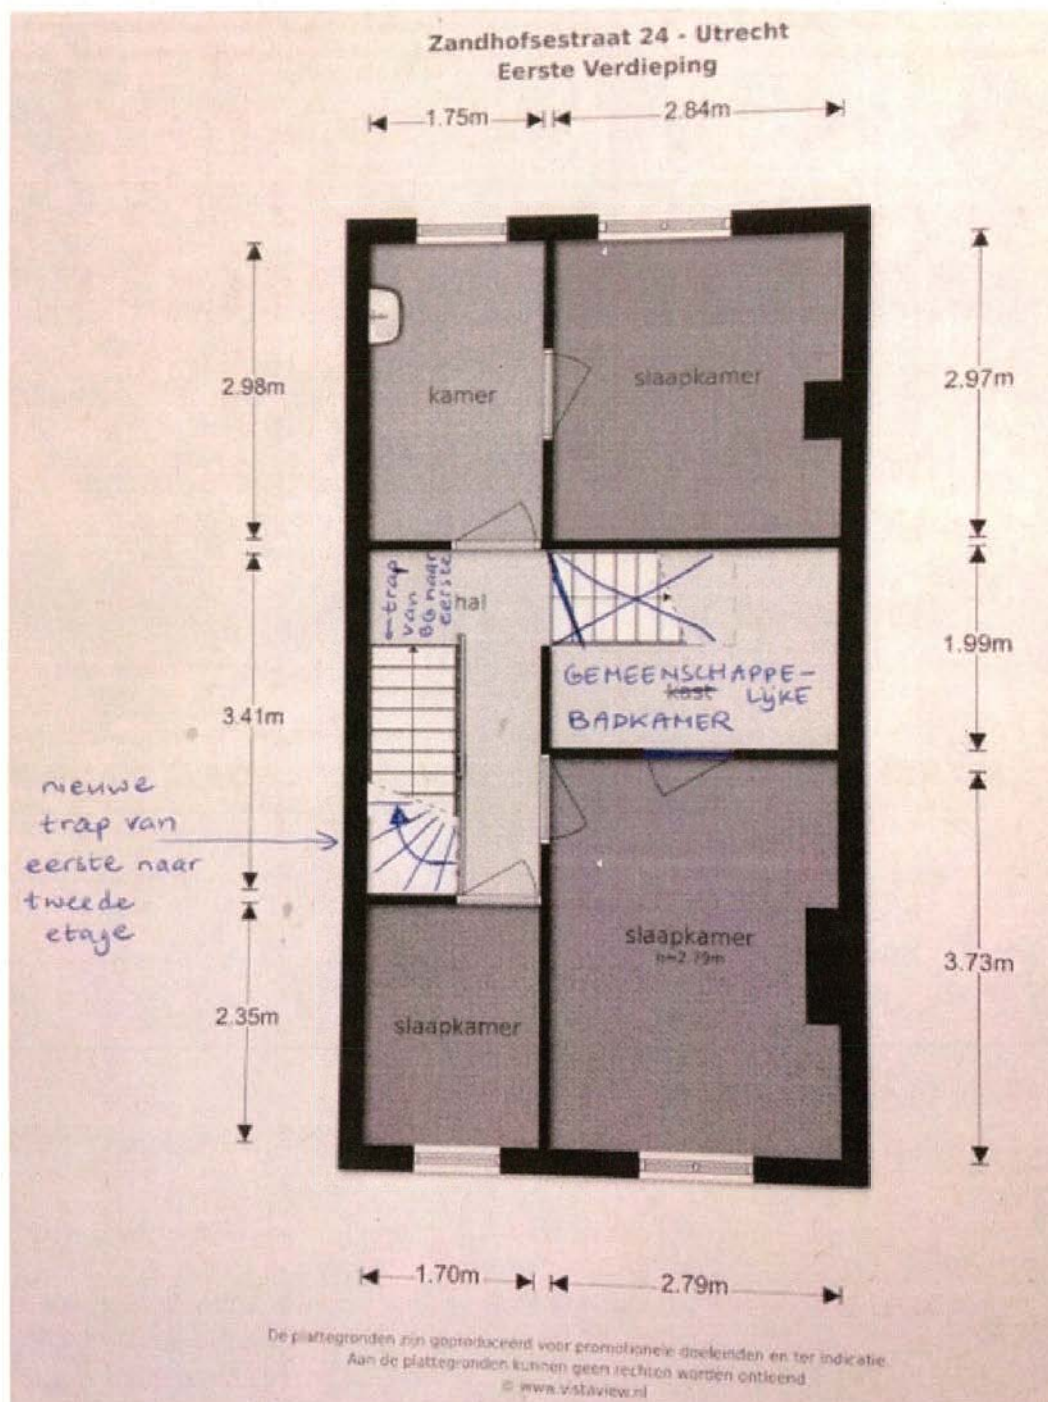 Zandhofsestraat 24 - Utrecht
Eerste Verdieping
1.75m
2.84m
2.98m
kamer
slaapkamer
2.97m
←trap
van
BG naar
eerste
hal
1.99m
GEMEENSCHAPPE-
kast LIJKE
BADKAMER
3.41m
nieuwe
trap van
eerste naar
tweede
etage
slaapkamer
h=2.79m
3.73m
2.35m
slaapkamer
1.70m
2.79m
De plattegronden zijn geproduceerd voor promotionele doeleinden en ter indicatie.
Aan de plattegronden kunnen geen rechten worden ontleend
© www.vistaview.nl